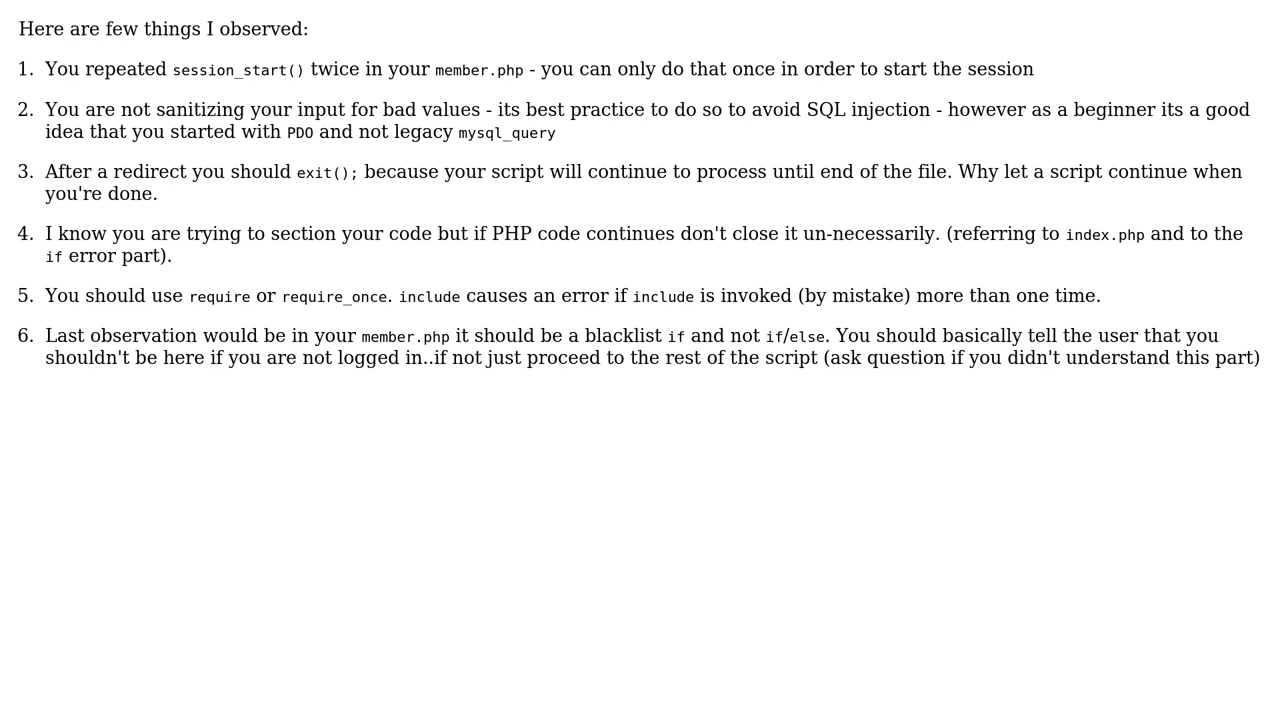 Here are few things I observed:
1. You repeated session_start() twice in your member.php - you can only do that once in order to start the session
2. You are not sanitizing your input for bad values - its best practice to do so to avoid SQL injection - however as a beginner its a good
idea that you started with PDO and not legacy mysql_query
3. After a redirect you should exit(); because your script will continue to process until end of the file. Why let a script continue when
you're done.
4. I know you are trying to section your code but if PHP code continues don't close it un-necessarily. (referring to index.php and to the
if error part).
5. You should use require or require_once. include causes an error if include is invoked (by mistake) more than one time.
6. Last observation would be in your member.php it should be a blacklist if and not if/else. You should basically tell the user that you
shouldn't be here if you are not logged in..if not just proceed to the rest of the script (ask question if you didn't understand this part)